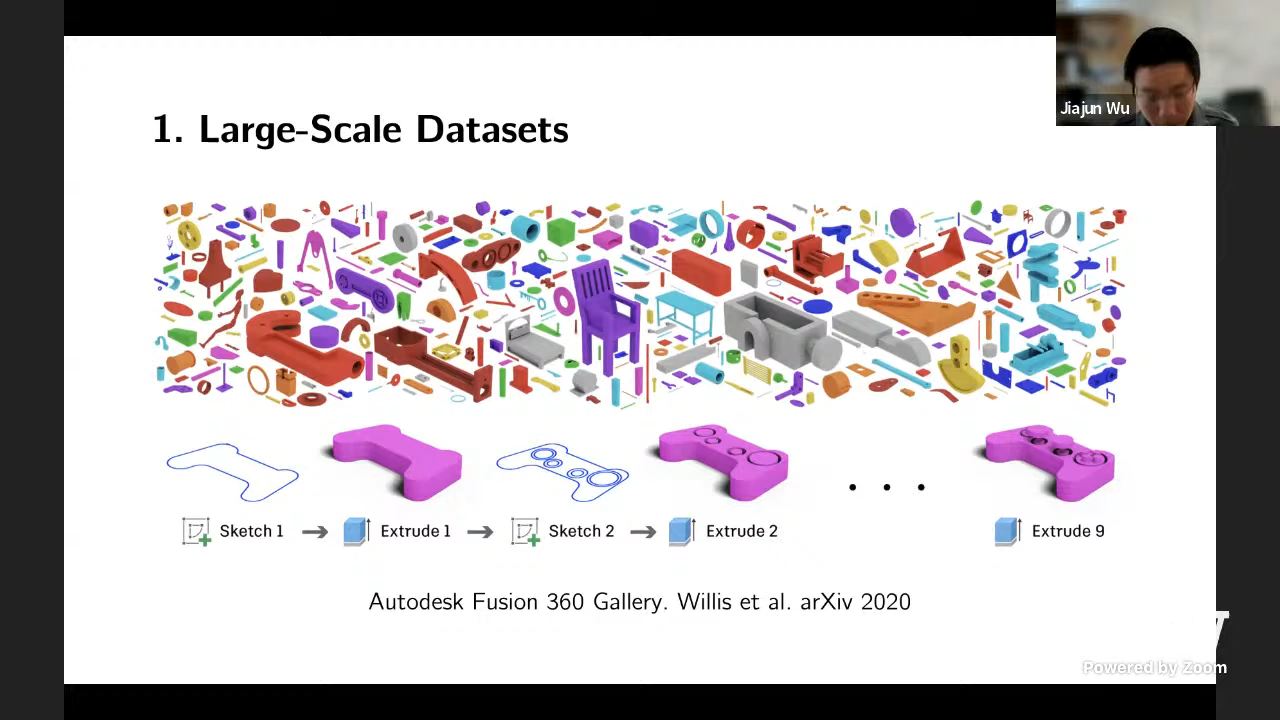 Jiajun Wu
1. Large-Scale Datasets
Sketch 1
Extrude 1
Sketch 2
Extrude 2
Extrude 9
Autodesk Fusion 360 Gallery. Willis et al. arXiv 2020
Powered by Zoom